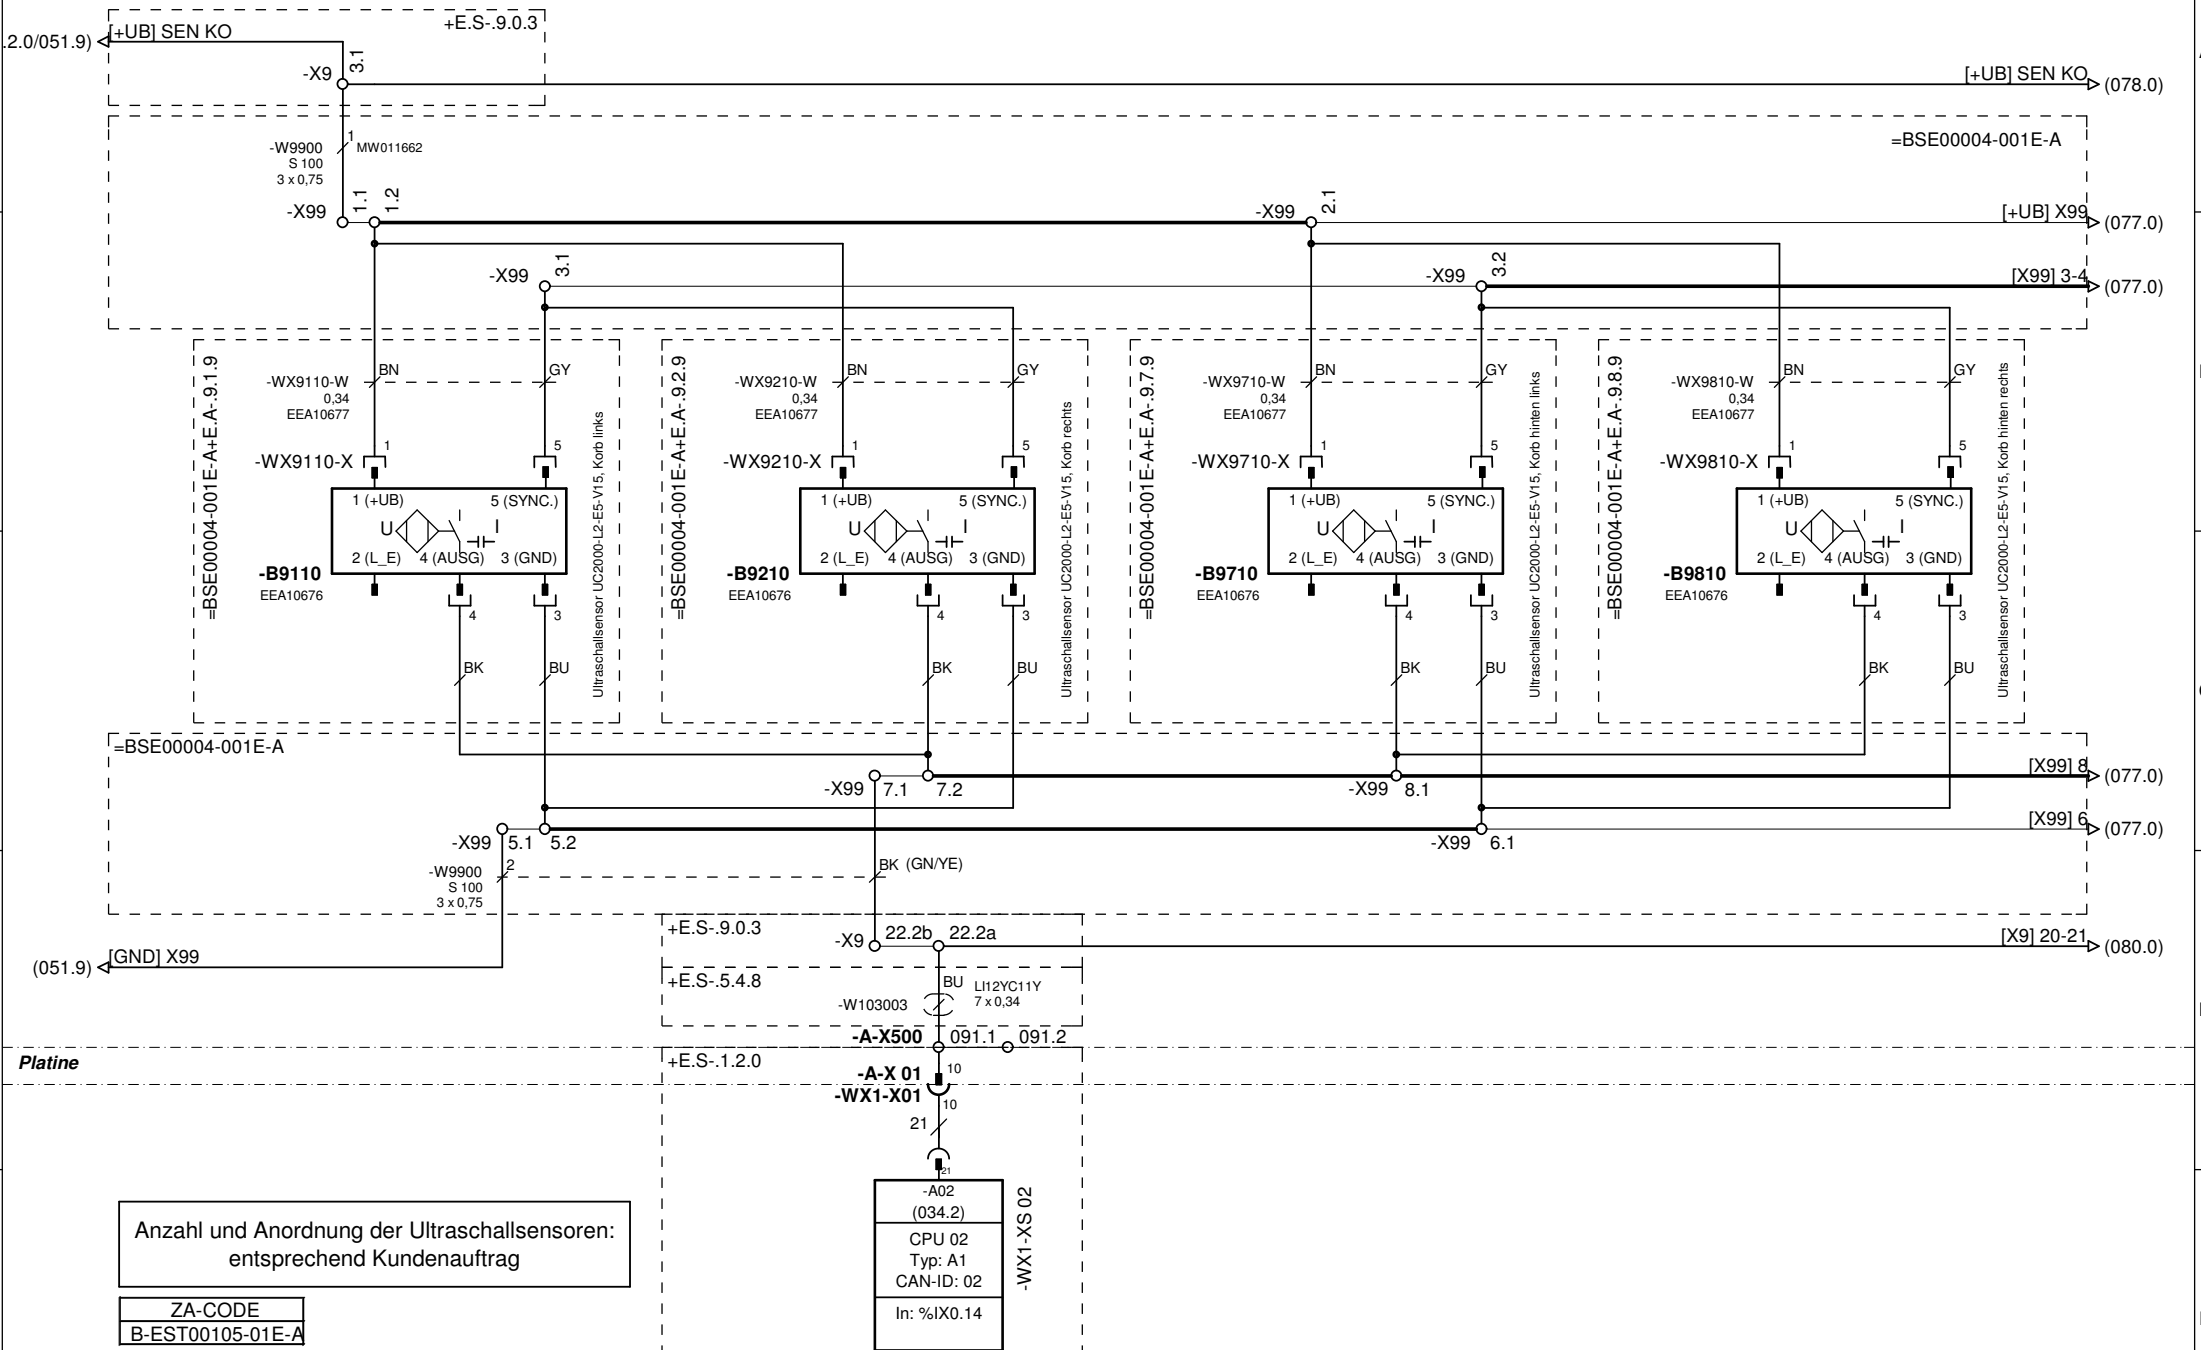 +E.S-.9.0.3
.2.0/051.9)
[+UB] SEN KO
3.1
-X9
[+UB] SEN KO
(078.0)
=BSE00004-001E-A
-W9900
S 100
3 x 0,75
1
MW011662
-X99
1.1
1.2
-X99
2.1
[+UB] X99
(077.0)
-X99
3.1
-X99
3.2
[X99] 3-4
(077.0)
=BSE00004-001E-A+E.A-.9.1.9
-WX9110-W
0,34
EEA10677
BN
GY
-WX9110-X
1
5
1 (+UB)
5 (SYNC.)
U
I
I
2 (L_E)
4 (AUSG)
3 (GND)
-B9110
EEA10676
4
3
BK
BU
Ultraschallsensor UC2000-L2-E5-V15, Korb links
=BSE00004-001E-A+E.A-.9.2.9
-WX9210-W
0,34
EEA10677
BN
GY
-WX9210-X
1
5
1 (+UB)
5 (SYNC.)
U
I
I
2 (L_E)
4 (AUSG)
3 (GND)
-B9210
EEA10676
4
3
BK
BU
Ultraschallsensor UC2000-L2-E5-V15, Korb rechts
=BSE00004-001E-A+E.A-.9.7.9
-WX9710-W
0,34
EEA10677
BN
GY
-WX9710-X
1
5
1 (+UB)
5 (SYNC.)
U
I
I
2 (L_E)
4 (AUSG)
3 (GND)
-B9710
EEA10676
4
3
BK
BU
Ultraschallsensor UC2000-L2-E5-V15, Korb hinten links
=BSE00004-001E-A+E.A-.9.8.9
-WX9810-W
0,34
EEA10677
BN
GY
-WX9810-X
1
5
1 (+UB)
5 (SYNC.)
U
I
I
2 (L_E)
4 (AUSG)
3 (GND)
-B9810
EEA10676
4
3
BK
BU
Ultraschallsensor UC2000-L2-E5-V15, Korb hinten rechts
=BSE00004-001E-A
-X99
7.1
7.2
-X99
8.1
[X99] 8
(077.0)
-X99
5.1
5.2
-X99
6.1
[X99] 6
(077.0)
-W9900
S 100
3 x 0,75
2
BK (GN/YE)
+E.S-.9.0.3
-X9
22.2b
22.2a
[X9] 20-21
(080.0)
(051.9)
[GND] X99
+E.S-.5.4.8
-W103003
BU
LI12YC11Y
7 x 0,34
-A-X500
091.1
091.2
Platine
+E.S-.1.2.0
-A-X 01
10
-WX1-X01
10
21
21
-A02
(034.2)
CPU 02
Typ: A1
CAN-ID: 02
In: %IX0.14
-WX1-XS 02
Anzahl und Anordnung der Ultraschallsensoren:
entsprechend Kundenauftrag
ZA-CODE
B-EST00105-01E-A